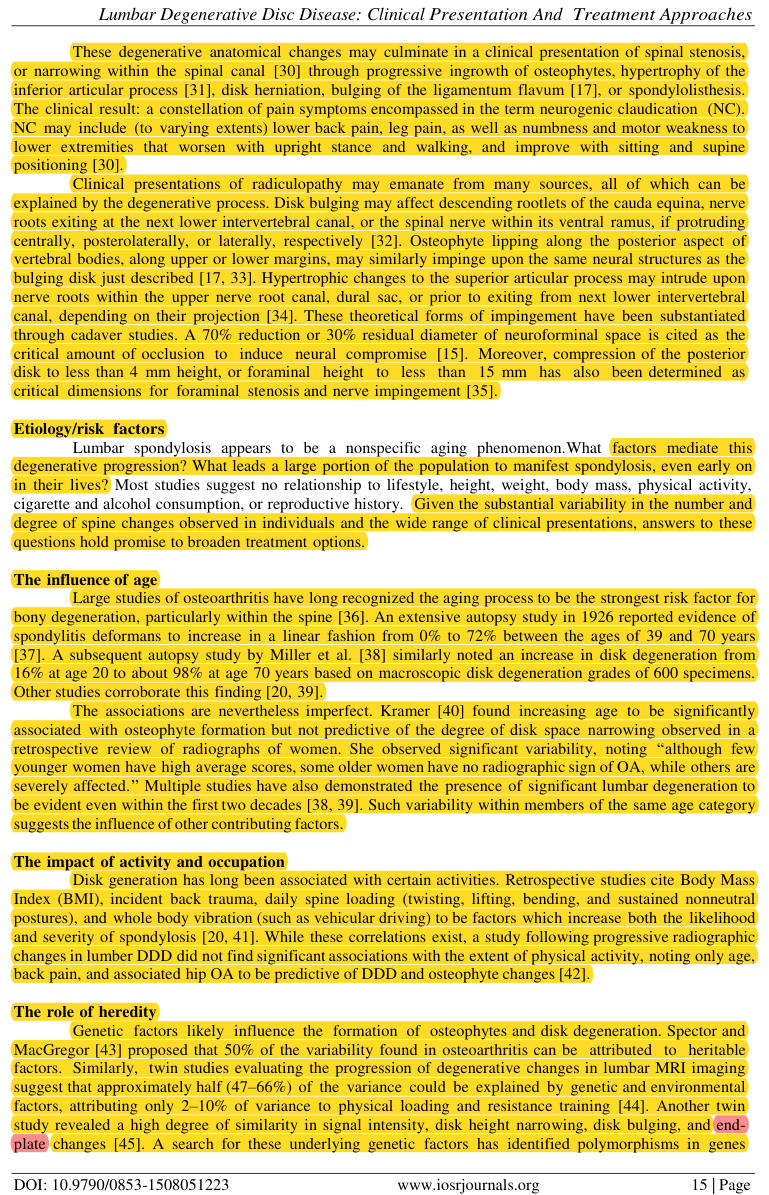 Lumbar Degenerative Disc Disease: Clinical Presentation And Treatment Approaches
These degenerative anatomical changes may culminate in a clinical presentation of spinal stenosis,
or narrowing within the spinal canal [30] through progressive ingrowth of osteophytes, hypertrophy of the
inferior articular process [31], disk herniation, bulging of the ligamentum flavum [17], or spondylolisthesis.
The clinical result: a constellation of pain symptoms encompassed in the term neurogenic claudication (NC).
NC may include (to varying extents) lower back pain, leg pain, as well as numbness and motor weakness to
lower extremities that worsen with upright stance and walking, and improve with sitting and supine
positioning [30].
Clinical presentations of radiculopathy may emanate from many sources, all of which can be
explained by the degenerative process. Disk bulging may affect descending rootlets of the cauda equina, nerve
roots exiting at the next lower intervertebral canal, or the spinal nerve within its ventral ramus, if protruding
centrally, posterolaterally, or laterally, respectively [32]. Osteophyte lipping along the posterior aspect of
vertebral bodies, along upper or lower margins, may similarly impinge upon the same neural structures as the
bulging disk just described [17, 33]. Hypertrophic changes to the superior articular process may intrude upon
nerve roots within the upper nerve root canal, dural sac, or prior to exiting from next lower intervertebral
canal, depending on their projection [34]. These theoretical forms of impingement have been substantiated
through cadaver studies. A 70% reduction or 30% residual diameter of neuroforminal space is cited as the
critical amount of occlusion to induce neural compromise [15]. Moreover, compression of the posterior
disk to less than 4 mm height, or foraminal height to less than 15 mm has also been determined as
critical dimensions for foraminal stenosis and nerve impingement [35].
Etiology/risk factors
Lumbar spondylosis appears to be a nonspecific aging phenomenon.What factors mediate this
degenerative progression? What leads a large portion of the population to manifest spondylosis, even early on
in their lives? Most studies suggest no relationship to lifestyle, height, weight, body mass, physical activity,
cigarette and alcohol consumption, or reproductive history. Given the substantial variability in the number and
degree of spine changes observed in individuals and the wide range of clinical presentations, answers to these
questions hold promise to broaden treatment options.
The influence of age
Large studies of osteoarthritis have long recognized the aging process to be the strongest risk factor for
bony degeneration, particularly within the spine [36]. An extensive autopsy study in 1926 reported evidence of
spondylitis deformans to increase in a linear fashion from 0% to 72% between the ages of 39 and 70 years
[37]. A subsequent autopsy study by Miller et al. [38] similarly noted an increase in disk degeneration from
16% at age 20 to about 98% at age 70 years based on macroscopic disk degeneration grades of 600 specimens.
Other studies corroborate this finding [20, 39].
The associations are nevertheless imperfect. Kramer [40] found increasing age to be significantly
associated with osteophyte formation but not predictive of the degree of disk space narrowing observed in a
retrospective review of radiographs of women. She observed significant variability, noting “although few
younger women have high average scores, some older women have no radiographic sign of OA, while others are
severely affected.’’ Multiple studies have also demonstrated the presence of significant lumbar degeneration to
be evident even within the first two decades [38, 39]. Such variability within members of the same age category
suggests the influence of other contributing factors.
The impact of activity and occupation
Disk generation has long been associated with certain activities. Retrospective studies cite Body Mass
Index (BMI), incident back trauma, daily spine loading (twisting, lifting, bending, and sustained nonneutral
postures), and whole body vibration (such as vehicular driving) to be factors which increase both the likelihood
and severity of spondylosis [20, 41]. While these correlations exist, a study following progressive radiographic
changes in lumber DDD did not find significant associations with the extent of physical activity, noting only age,
back pain, and associated hip OA to be predictive of DDD and osteophyte changes [42].
The role of heredity
Genetic factors likely influence the formation of osteophytes and disk degeneration. Spector and
MacGregor [43] proposed that 50% of the variability found in osteoarthritis can be attributed to heritable
factors. Similarly, twin studies evaluating the progression of degenerative changes in lumbar MRI imaging
suggest that approximately half (47–66%) of the variance could be explained by genetic and environmental
factors, attributing only 2–10% of variance to physical loading and resistance training [44]. Another twin
study revealed a high degree of similarity in signal intensity, disk height narrowing, disk bulging, and end-
plate changes [45]. A search for these underlying genetic factors has identified polymorphisms in genes
DOI: 10.9790/0853-1508051223 www.iosrjournals.org 15 | Page